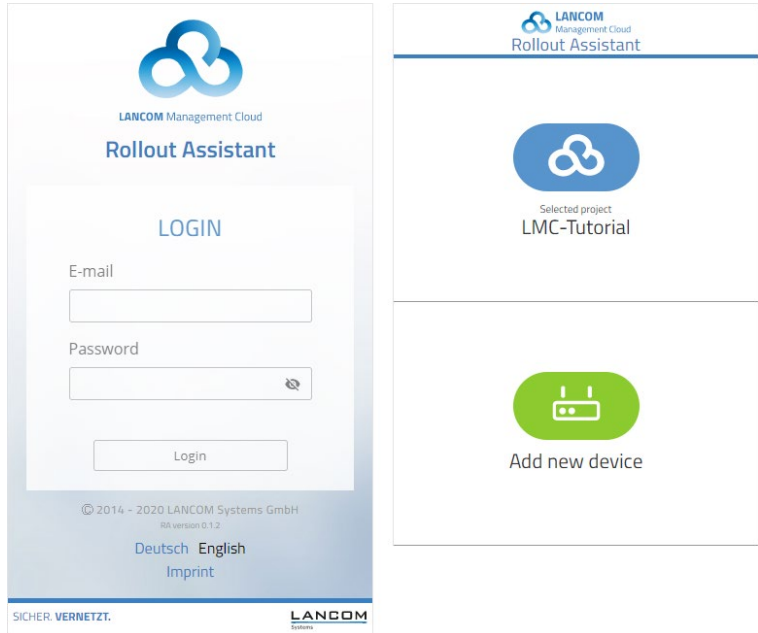 LANCOM Management Cloud
Rollout Assistant
LOGIN
E-mail
Password
Login
© 2014 - 2020 LANCOM Systems GmbH
RA version 0.1.2
Deutsch English
Imprint
SICHER. VERNETZT.
LANCOM
Systems
LANCOM
Management Cloud
Rollout Assistant
Selected project
LMC-Tutorial
Add new device